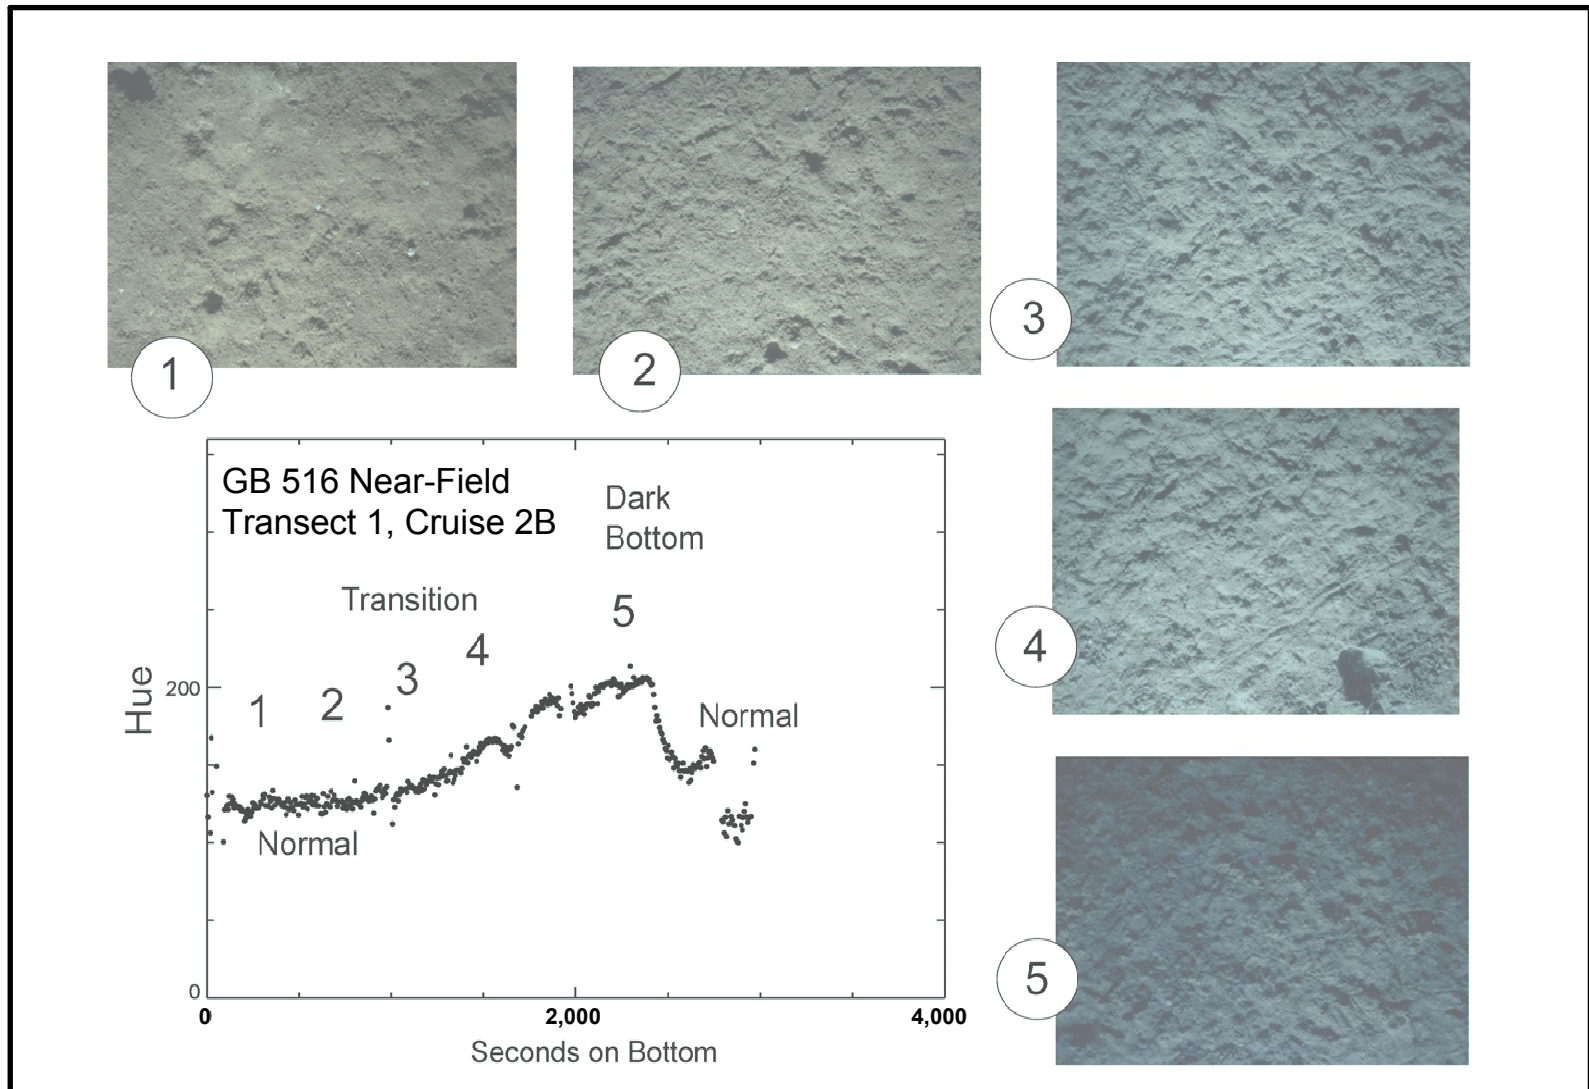 1
2
3
4
5
GB 516 Near-Field
Transect 1, Cruise 2B
Dark
Bottom
Transition
5
4
3
2
1
Normal
Normal
Hue
200
0
0
2,000
4,000
Seconds on Bottom